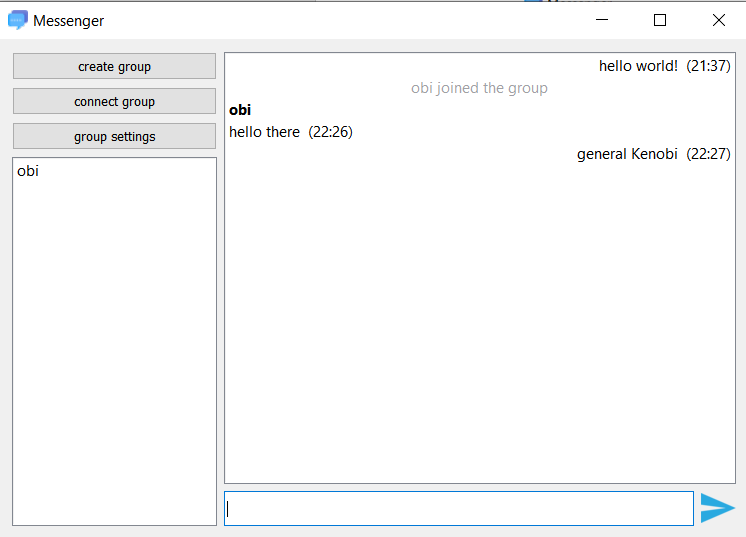 Messenger
create group
connect group
group settings
obi
hello world! (21:37)
obi joined the group
obi
hello there (22:26)
general Kenobi (22:27)